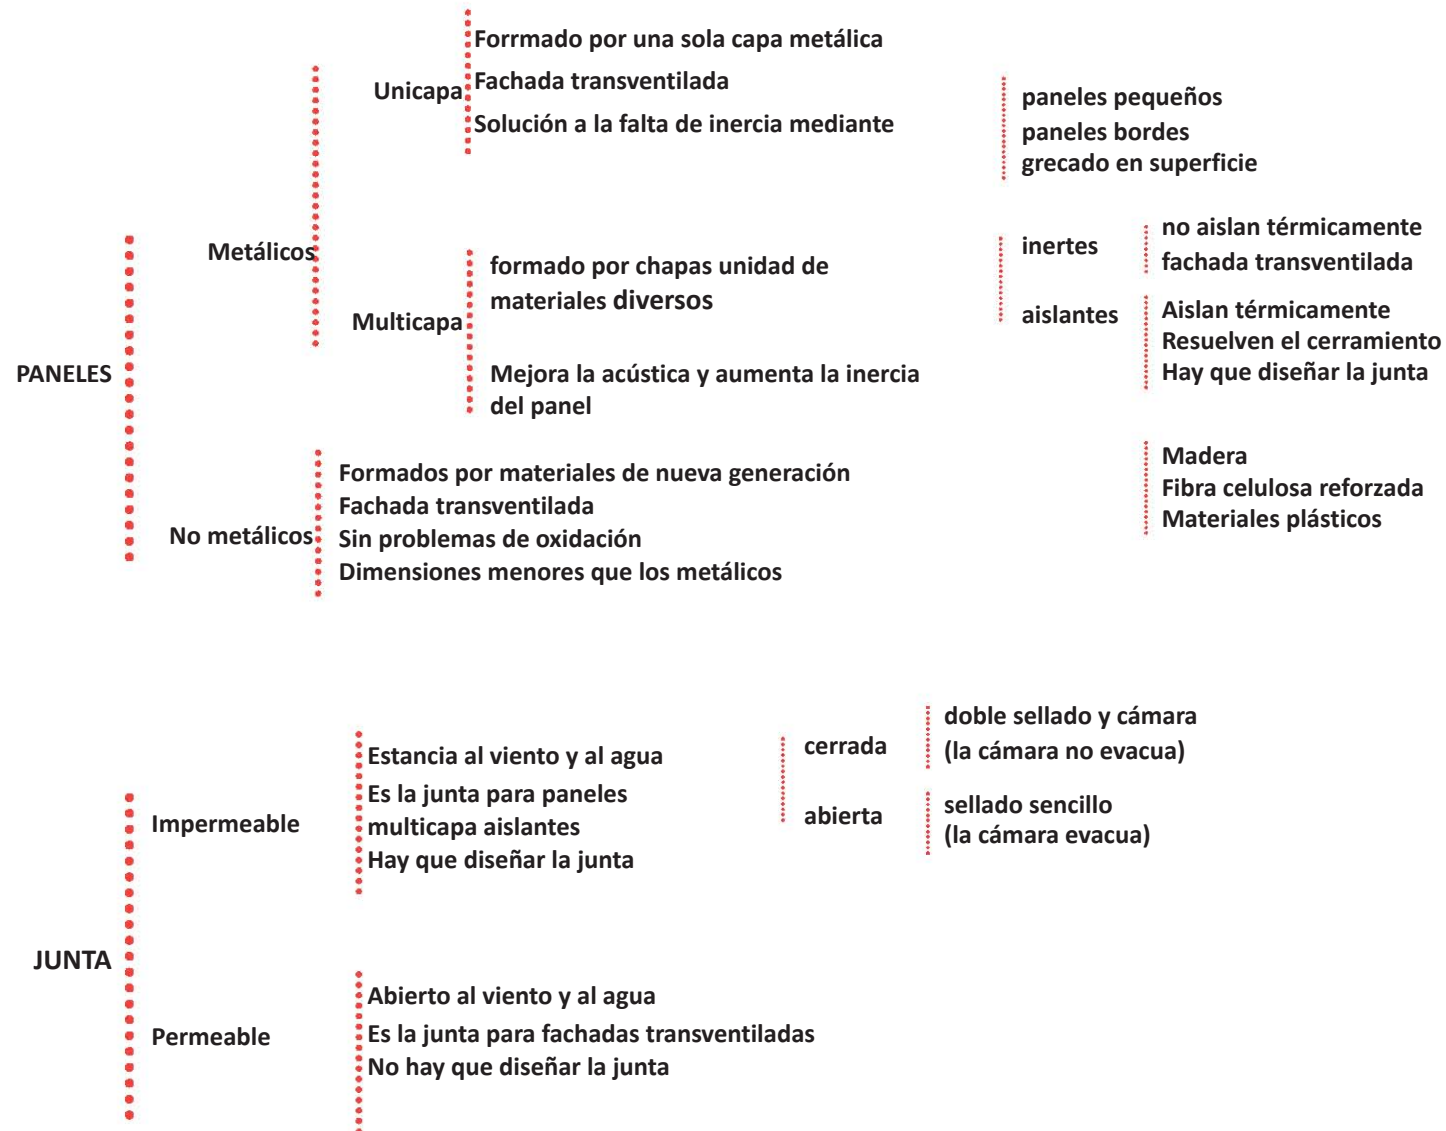 PANELES
Metálicos
Unicapa
Forrmado por una sola capa metálica
Fachada transventilada
Solución a la falta de inercia mediante
paneles pequeños
paneles bordes
grecado en superficie
Multicapa
formado por chapas unidad de
materiales diversos
Mejora la acústica y aumenta la inercia
del panel
inertes
no aislan térmicamente
fachada transventilada
aislantes
Aislan térmicamente
Resuelven el cerramiento
Hay que diseñar la junta
No metálicos
Formados por materiales de nueva generación
Fachada transventilada
Sin problemas de oxidación
Dimensiones menores que los metálicos
Madera
Fibra celulosa reforzada
Materiales plásticos
JUNTA
Impermeable
Estancia al viento y al agua
Es la junta para paneles
multicapa aislantes
Hay que diseñar la junta
cerrada
doble sellado y cámara
(la cámara no evacua)
abierta
sellado sencillo
(la cámara evacua)
Permeable
Abierto al viento y al agua
Es la junta para fachadas transventiladas
No hay que diseñar la junta